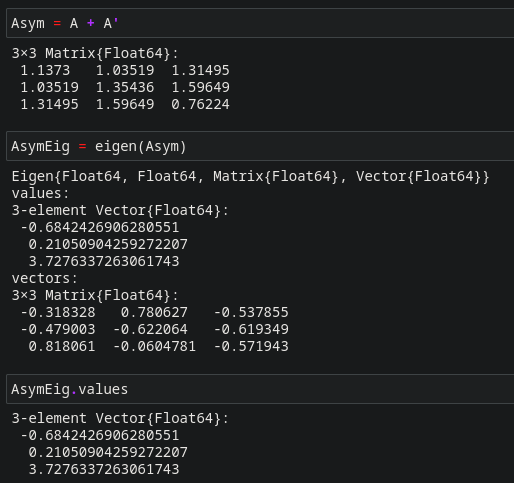 Asym = A + A'
3×3 Matrix{Float64}:
 1.1373   1.03519  1.31495
 1.03519  1.35436  1.59649
 1.31495  1.59649  0.76224
AsymEig = eigen(Asym)
Eigen{Float64, Float64, Matrix{Float64}, Vector{Float64}}
values:
3-element Vector{Float64}:
 -0.6842426906280551
  0.21050904259272207
  3.7276337263061743
vectors:
3×3 Matrix{Float64}:
 -0.318328   0.780627   -0.537855
 -0.479003  -0.622064   -0.619349
  0.818061  -0.0604781  -0.571943
AsymEig.values
3-element Vector{Float64}:
 -0.6842426906280551
  0.21050904259272207
  3.7276337263061743